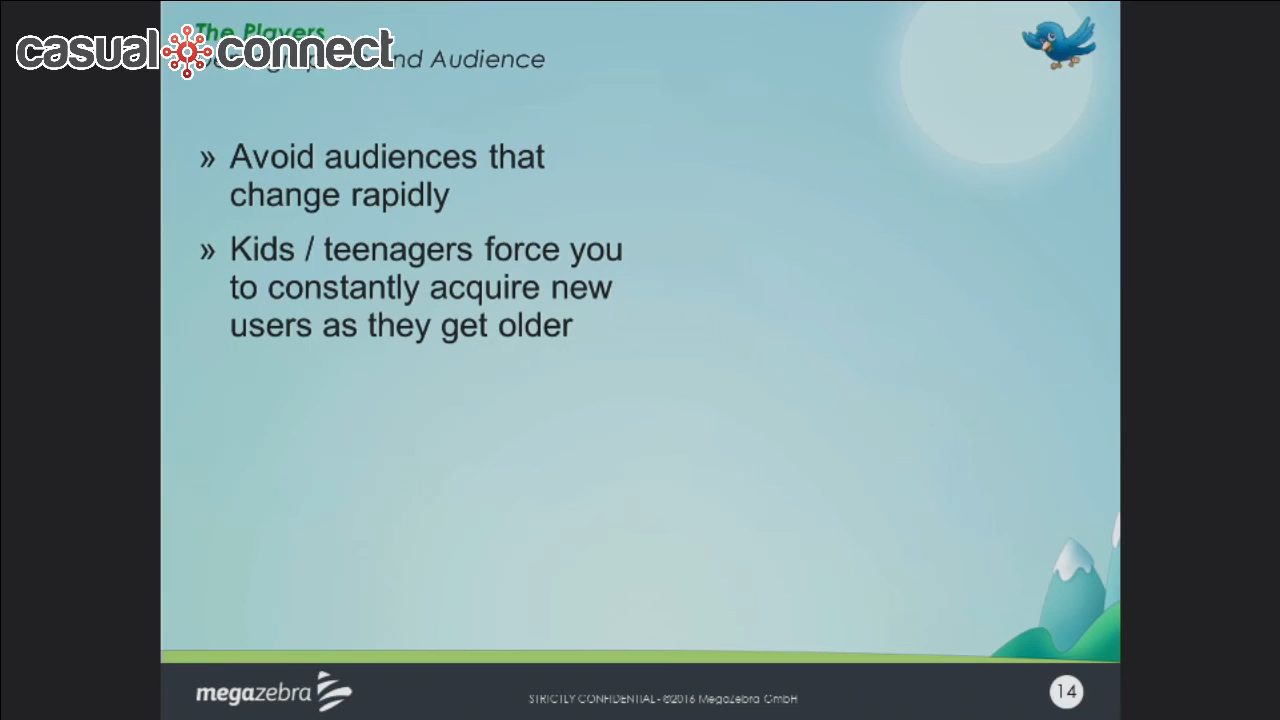 The Players
casual connect
and Audience
» Avoid audiences that
change rapidly
» Kids / teenagers force you
to constantly acquire new
users as they get older
megazebra
STRICTLY CONFIDENTIAL - ©2016 MegaZebra GmbH
14